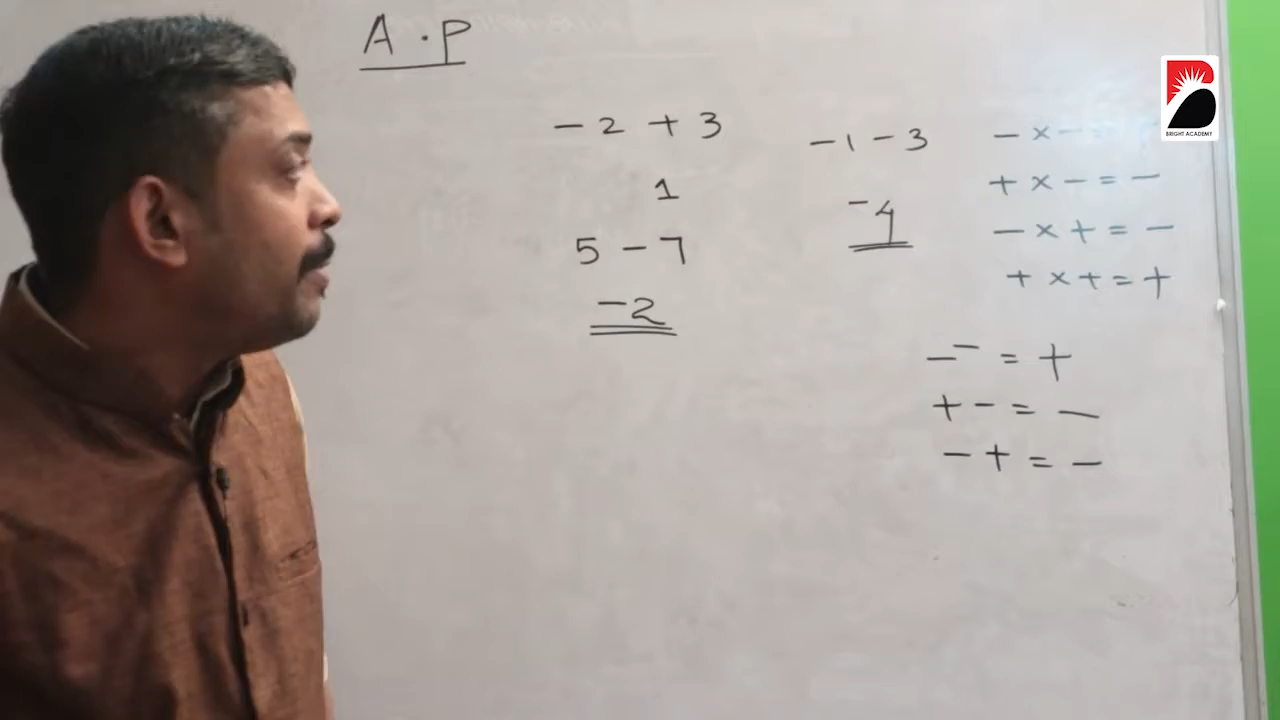 A.P
-2 + 3
1
5 - 7
-2
-1 - 3
-4
- x - =
+ x - = -
- x + = -
+ x + = +
- - = +
+ - = -
- + = -
BRIGHT ACADEMY